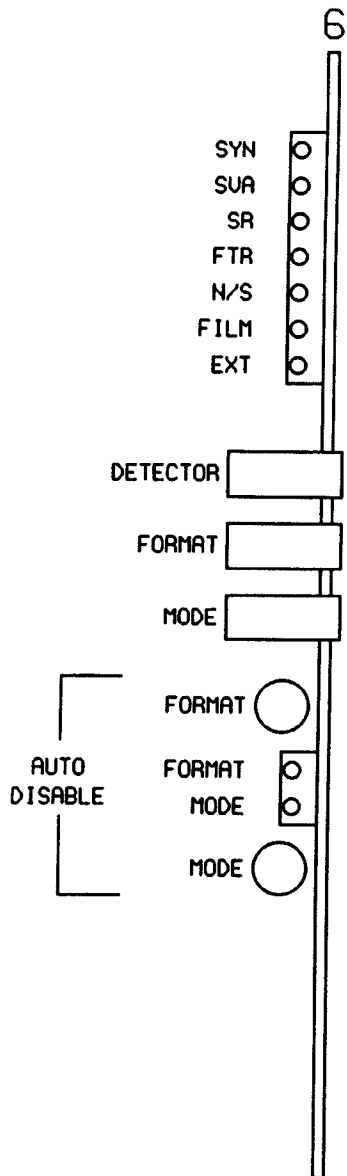 6
SYN
SVA
SR
FTR
N/S
FILM
EXT
DETECTOR
FORMAT
MODE
FORMAT
FORMAT
MODE
AUTO
DISABLE
MODE